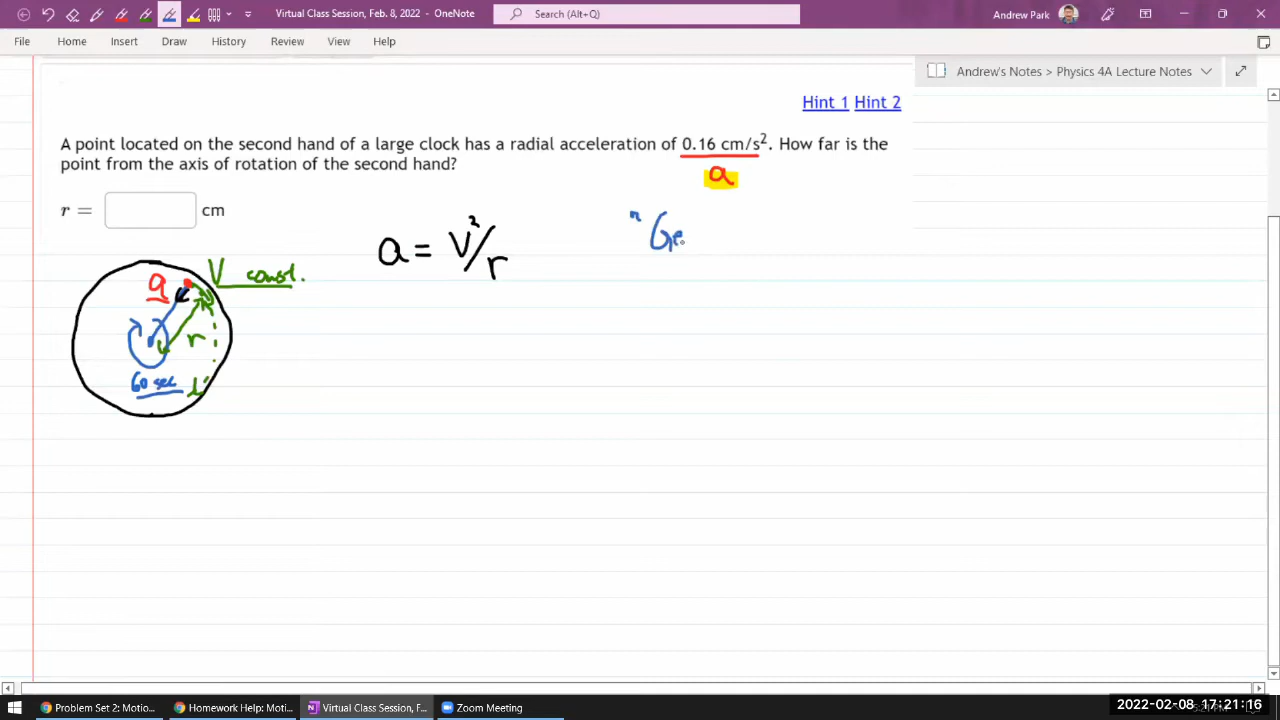 Virtual Class Session, Feb. 8, 2022 - OneNote
Search (Alt+Q)
Andrew Park
File Home Insert Draw History Review View Help
Andrew's Notes > Physics 4A Lecture Notes
Hint 1 Hint 2
A point located on the second hand of a large clock has a radial acceleration of 0.16 cm/s². How far is the
point from the axis of rotation of the second hand?
a
r = cm
a = v²/r
" Gre
a
V const.
r
60 sec
Problem Set 2: Motio...
Homework Help: Moti...
Virtual Class Session, F...
Zoom Meeting
2022-02-08 17:21:16